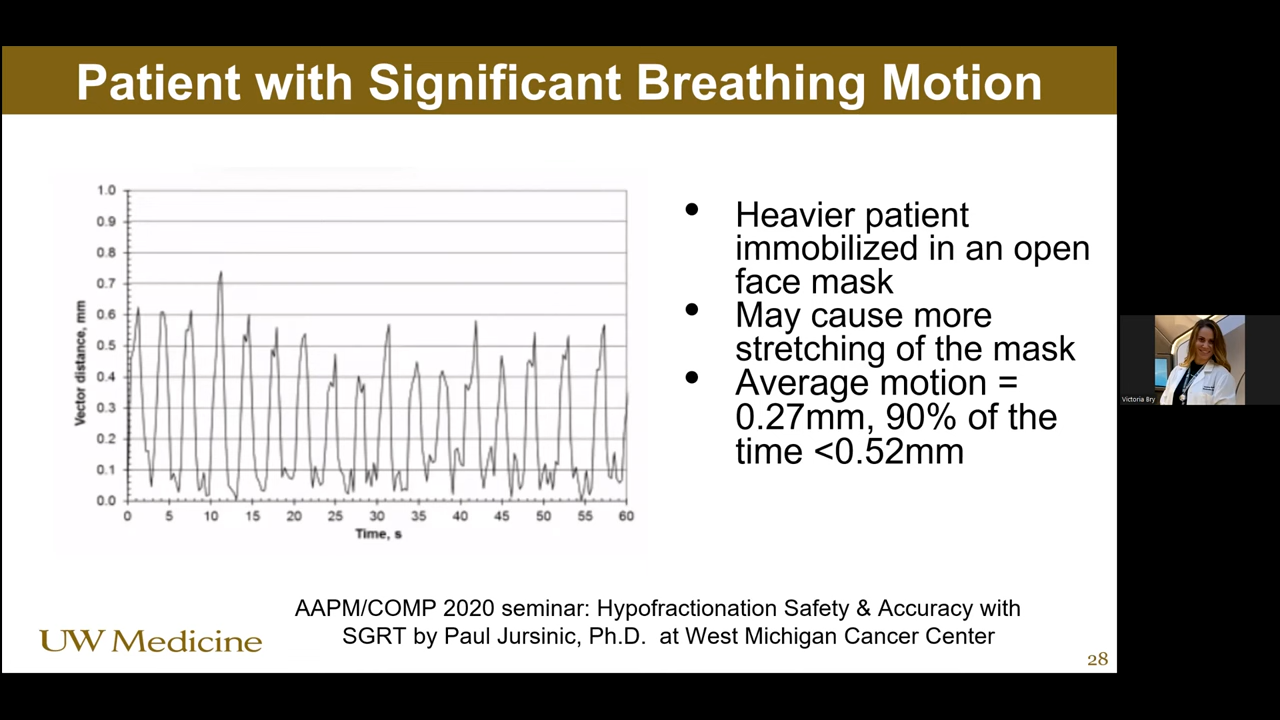 Patient with Significant Breathing Motion
1.0
0.9
0.8
0.7
0.6
0.5
0.4
0.3
0.2
0.1
0.0
Vector distance, mm
0 5 10 15 20 25 30 35 40 45 50 55 60
Time, s
• Heavier patient
immobilized in an open
face mask
• May cause more
stretching of the mask
• Average motion =
0.27mm, 90% of the
time <0.52mm
AAPM/COMP 2020 seminar: Hypofractionation Safety & Accuracy with
SGRT by Paul Jursinic, Ph.D. at West Michigan Cancer Center
UW Medicine
28
Victoria Bry